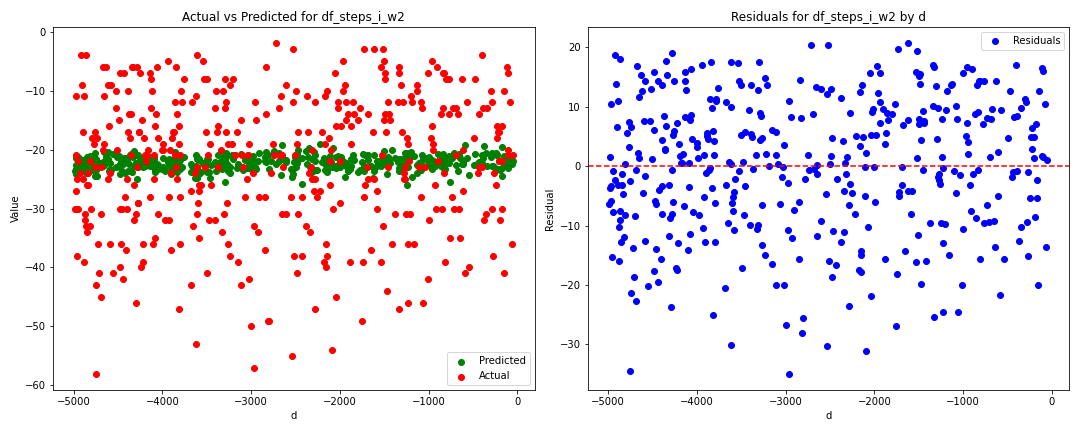 Actual vs Predicted for df_steps_i_w2
0
−10
−20
−30
−40
−50
−60
Value
−5000
−4000
−3000
−2000
−1000
0
d
Predicted
Actual
Residuals for df_steps_i_w2 by d
20
10
0
−10
−20
−30
Residual
−5000
−4000
−3000
−2000
−1000
0
d
Residuals